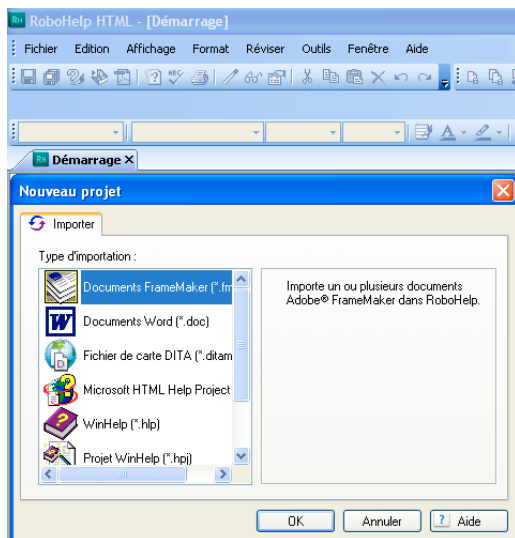 RoboHelp HTML - [Démarrage]
Fichier Edition Affichage Format Réviser Outils Fenêtre Aide
Démarrage
Nouveau projet
Importer
Type d'importation :
Documents FrameMaker (*.fm
Documents Word (*.doc)
Fichier de carte DITA (*.ditam
Microsoft HTML Help Project
WinHelp (*.hlp)
Projet WinHelp (*.hpj)
Importe un ou plusieurs documents
Adobe® FrameMaker dans RoboHelp.
OK Annuler Aide